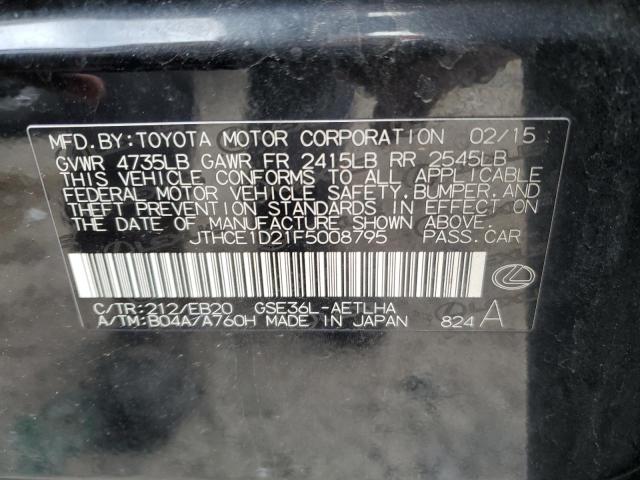 MFD.BY:TOYOTA MOTOR CORPORATION 02/15
GVWR 4735LB GAWR FR 2415LB RR 2545LB
THIS VEHICLE CONFORMS TO ALL APPLICABLE
FEDERAL MOTOR VEHICLE SAFETY, BUMPER, AND
THEFT PREVENTION STANDARDS IN EFFECT ON
THE DATE OF MANUFACTURE SHOWN ABOVE.
JTHCE1D21F5008795 PASS.CAR
C/TR:212/EB20 GSE36L-AETLHA
A/TM:B04A/A760H MADE IN JAPAN 824 A